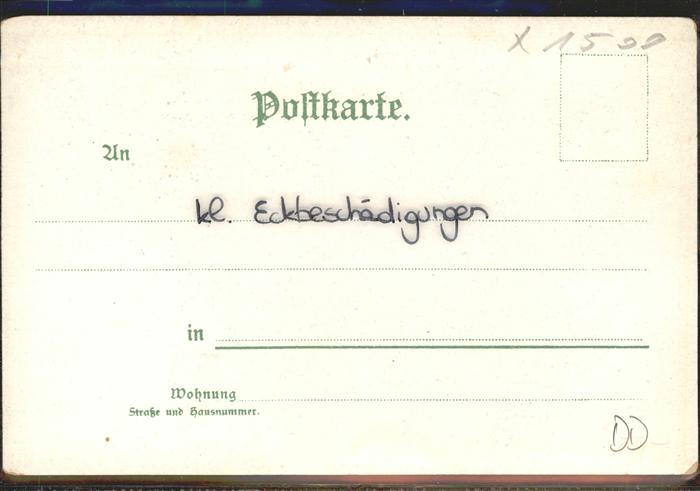 x 1500
Postkarte.
An
kl. Eckbeschädigungen
in
Wohnung
Straße und Hausnummer.
DD